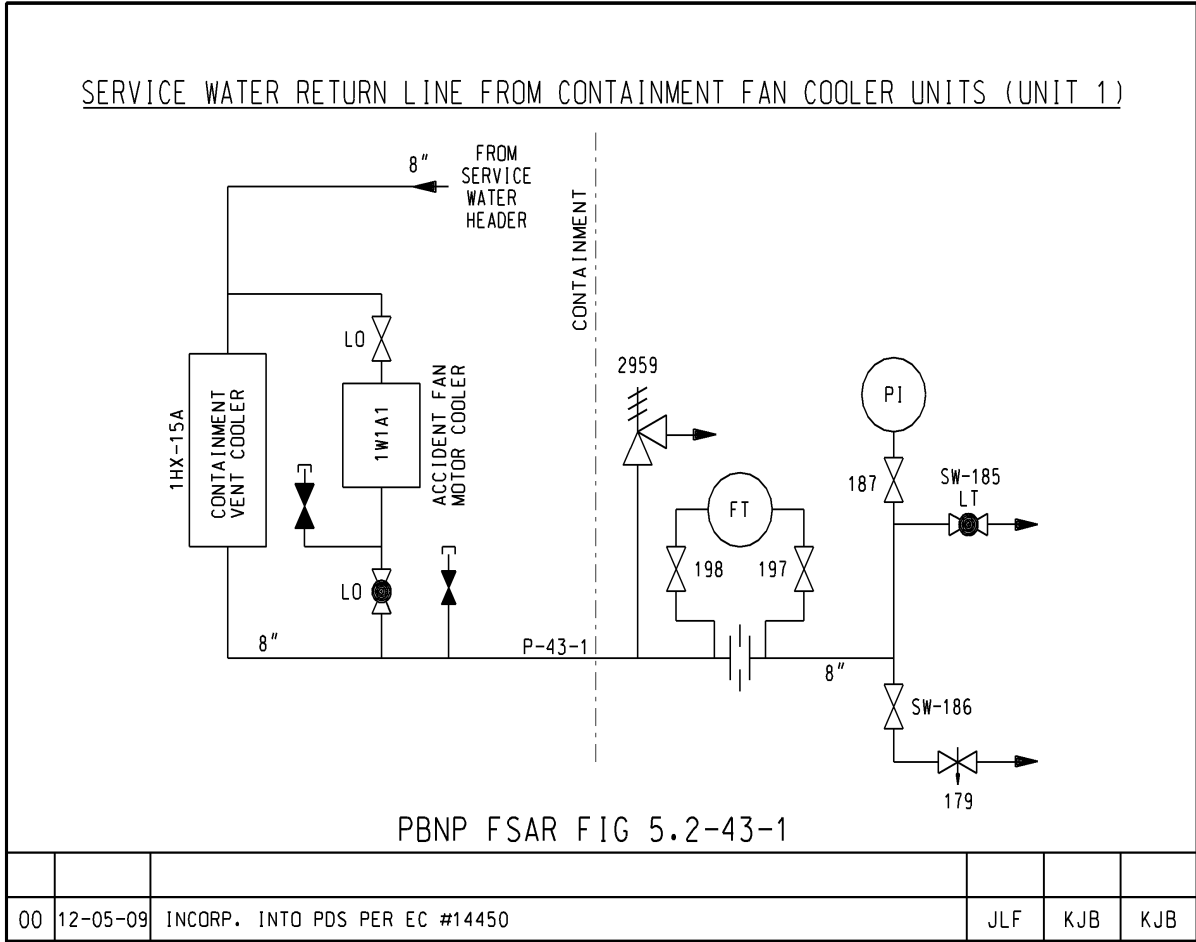 SERVICE WATER RETURN LINE FROM CONTAINMENT FAN COOLER UNITS (UNIT 1)
8"
FROM
SERVICE
WATER
HEADER
CONTAINMENT
LO
1HX-15A
CONTAINMENT
VENT COOLER
1W1A1
ACCIDENT FAN
MOTOR COOLER
LO
8"
P-43-1
2959
FT
198
197
PI
187
SW-185
LT
8"
SW-186
179
PBNP FSAR FIG 5.2-43-1
00 12-05-09 INCORP. INTO PDS PER EC #14450 JLF KJB KJB